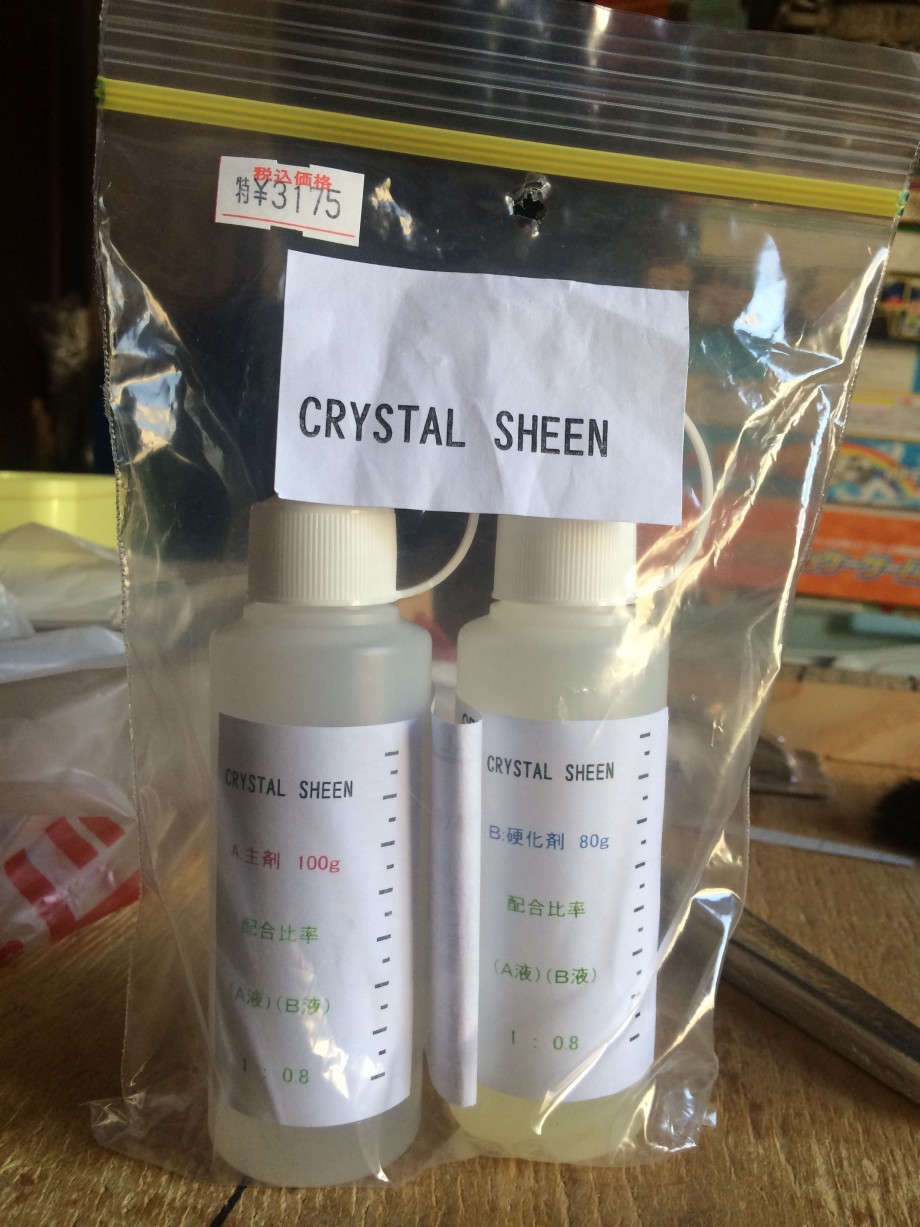 税込価格
特¥3175
CRYSTAL SHEEN
CRYSTAL SHEEN
A:主剤 100g
配合比率
(A液)(B液)
1 : 0.8
CRYSTAL SHEEN
B:硬化剤 80g
配合比率
(A液)(B液)
1 : 0.8